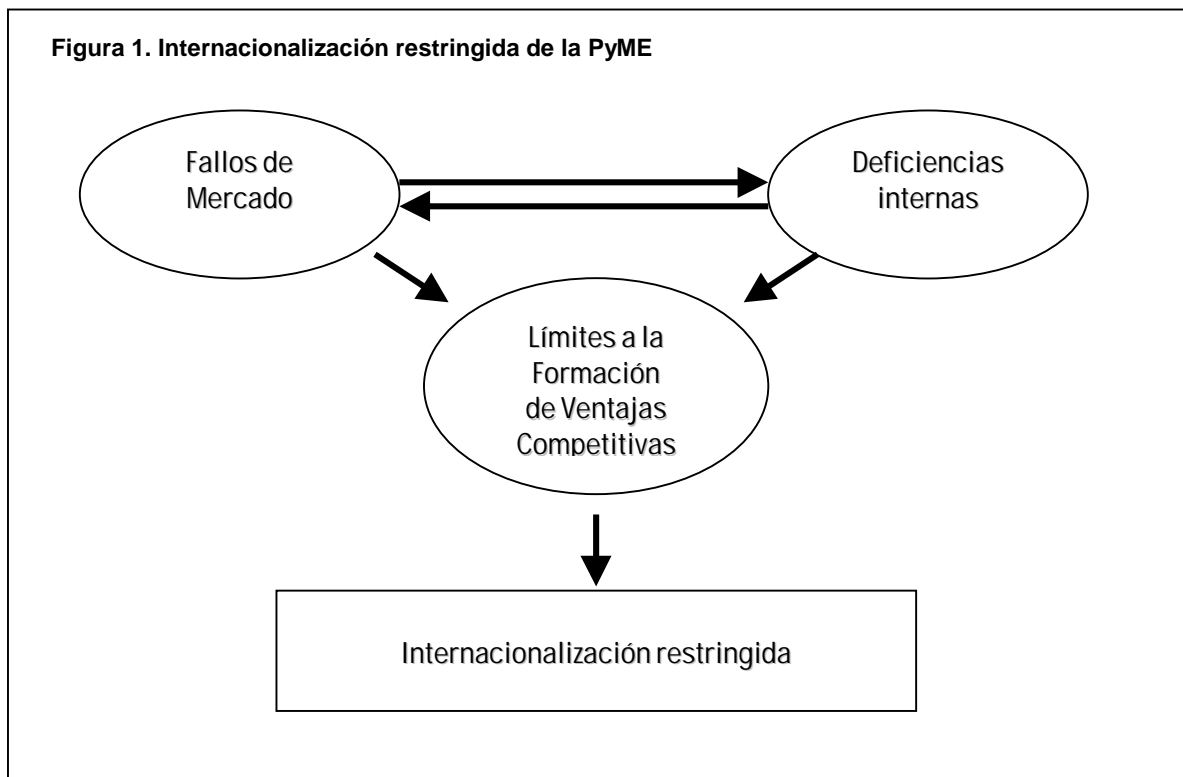 Figura 1. Internacionalización restringida de la PyME
Fallos de
Mercado
Deficiencias
internas
Límites a la
Formación
de Ventajas
Competitivas
Internacionalización restringida